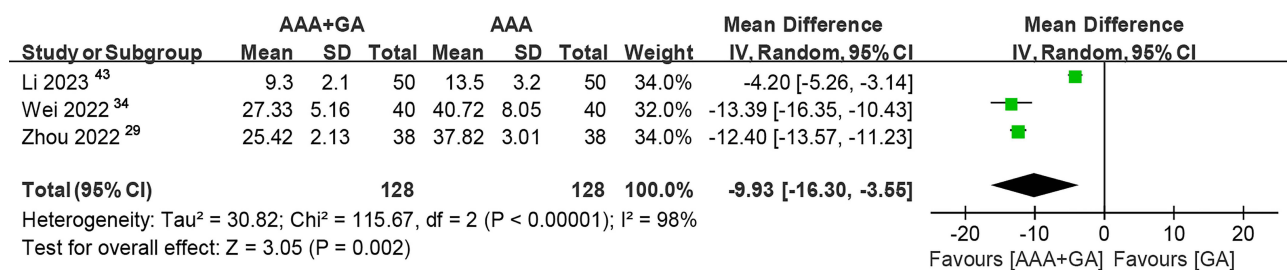 AAA+GA AAA Mean Difference Mean Difference
Study or Subgroup Mean SD Total Mean SD Total Weight IV, Random, 95% CI IV, Random, 95% CI
Li 2023 43 9.3 2.1 50 13.5 3.2 50 34.0% -4.20 [-5.26, -3.14]
Wei 2022 34 27.33 5.16 40 40.72 8.05 40 32.0% -13.39 [-16.35, -10.43]
Zhou 2022 29 25.42 2.13 38 37.82 3.01 38 34.0% -12.40 [-13.57, -11.23]
Total (95% CI) 128 128 100.0% -9.93 [-16.30, -3.55]
Heterogeneity: Tau² = 30.82; Chi² = 115.67, df = 2 (P < 0.00001); I² = 98%
Test for overall effect: Z = 3.05 (P = 0.002)
-20 -10 0 10 20
Favours [AAA+GA] Favours [GA]